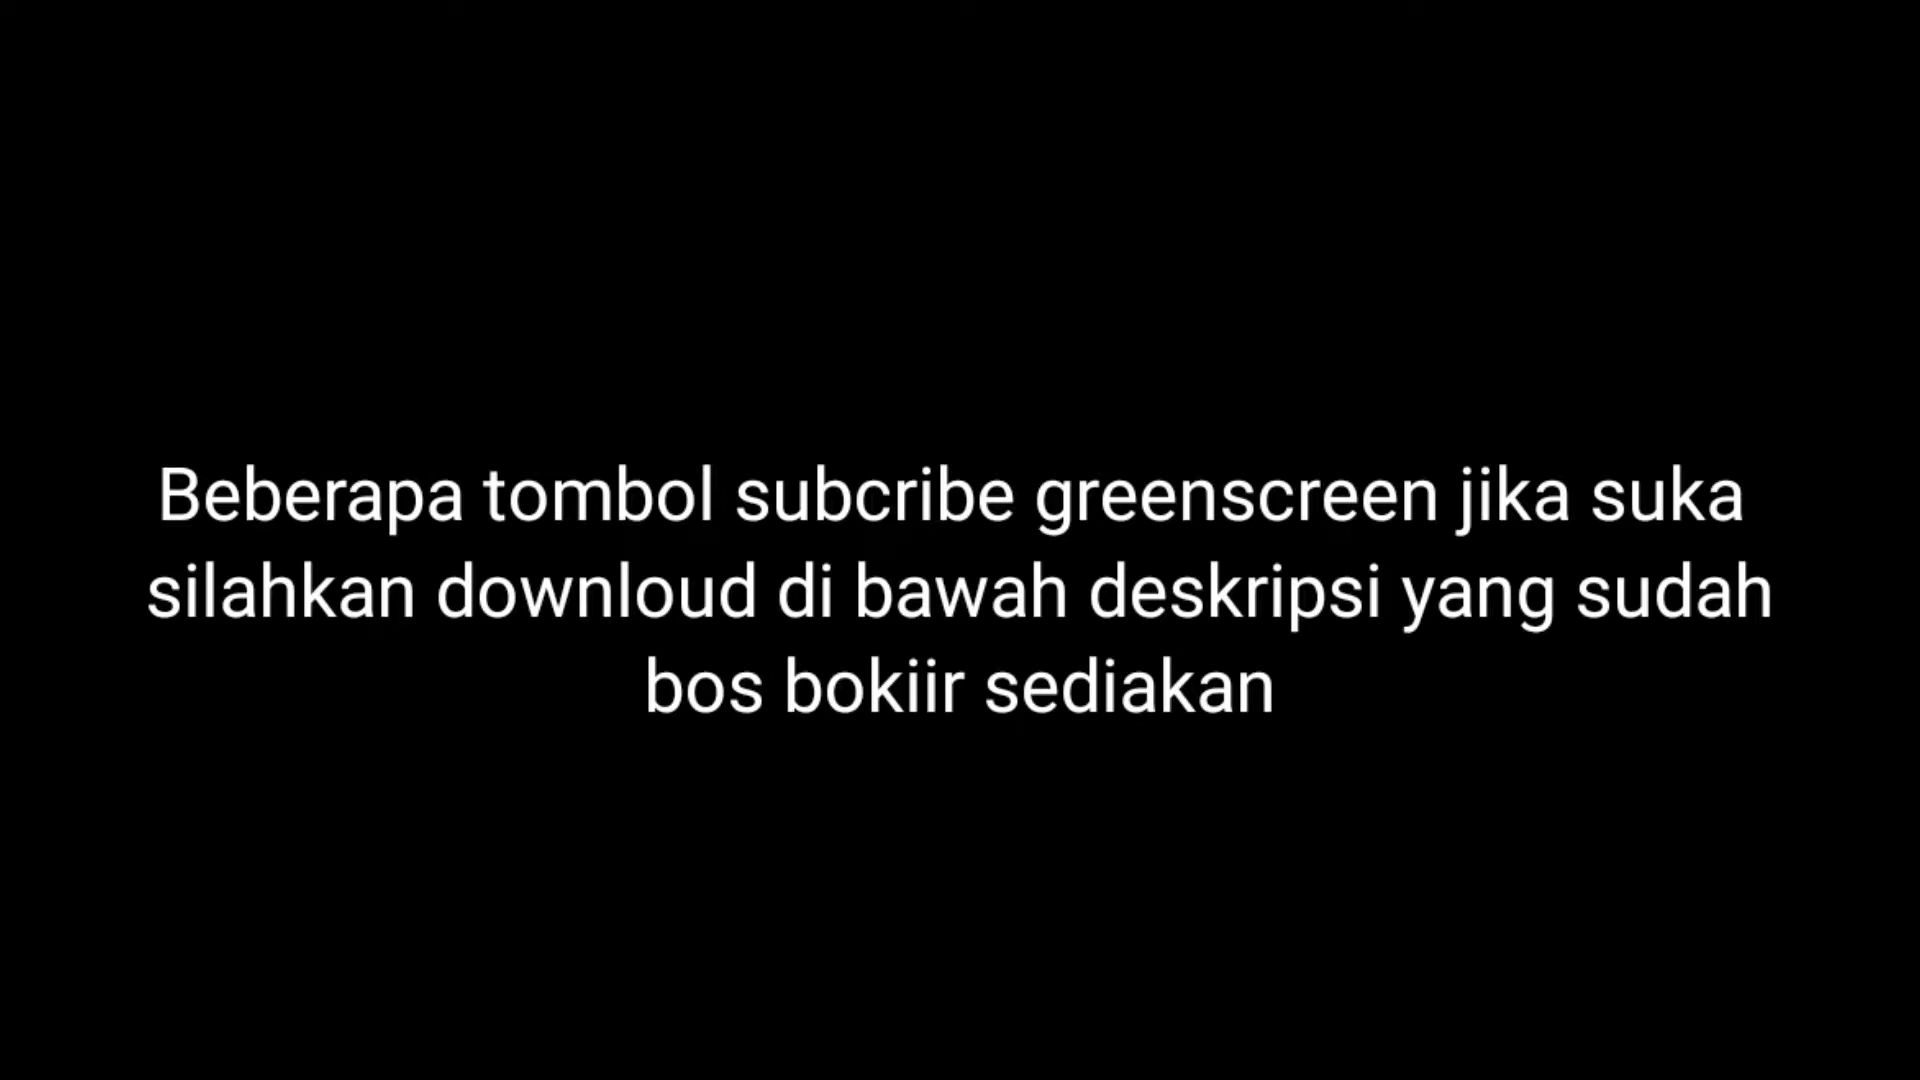 Beberapa tombol subcribe greenscreen jika suka
silahkan downloud di bawah deskripsi yang sudah
bos bokiir sediakan